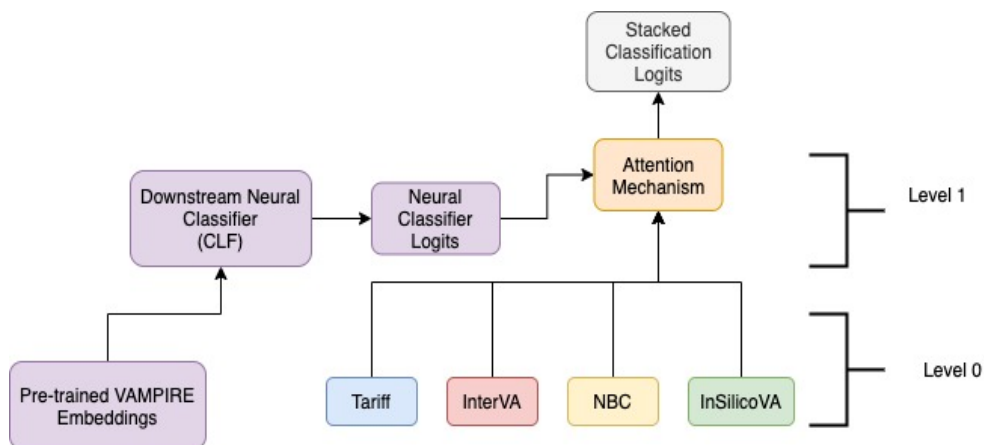 Stacked
Classification
Logits
Attention
Mechanism
Level 1
Downstream Neural
Classifier
(CLF)
Neural
Classifier
Logits
Level 0
Pre-trained VAMPIRE
Embeddings
Tariff
InterVA
NBC
InSilicoVA